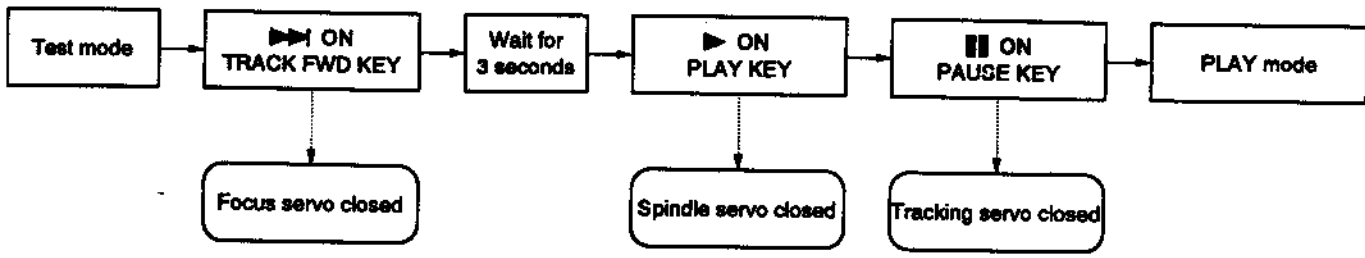 Test mode
▶▶| ON
TRACK FWD KEY
Wait for
3 seconds
▶ ON
PLAY KEY
▮▮ ON
PAUSE KEY
PLAY mode
Focus servo closed
Spindle servo closed
Tracking servo closed